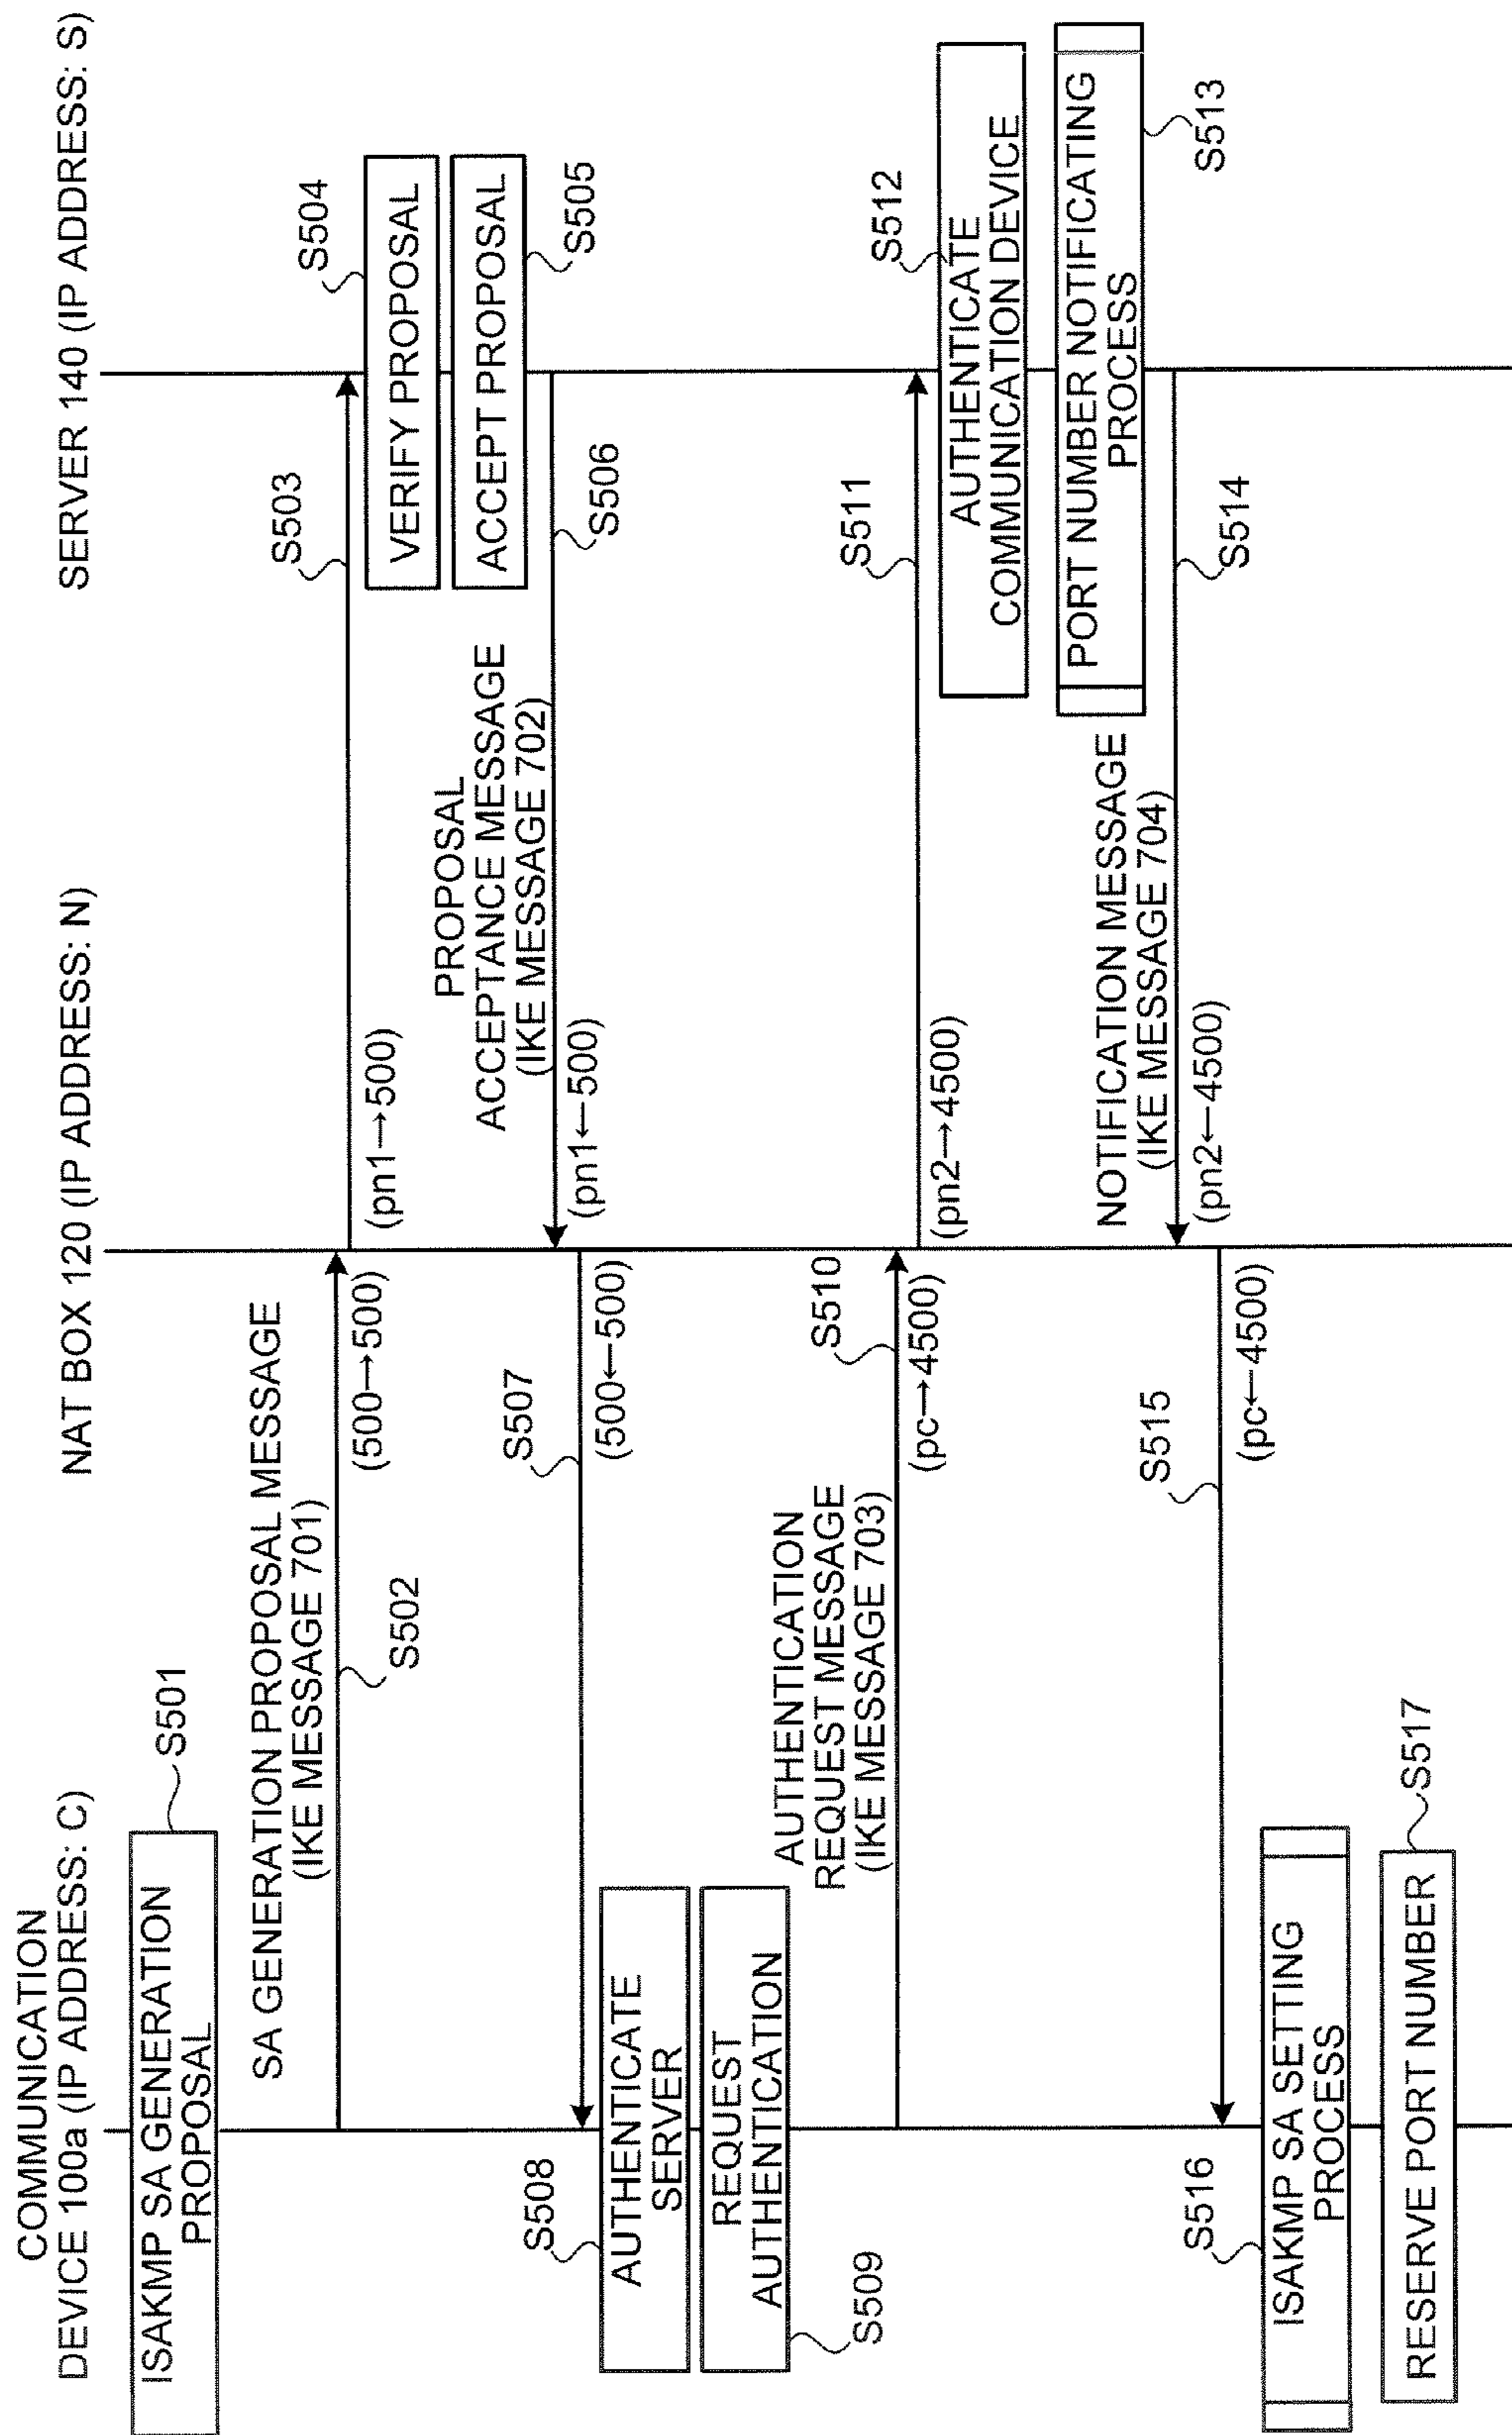 COMMUNICATION
DEVICE 100a (IP ADDRESS: C)
NAT BOX 120 (IP ADDRESS: N)
SERVER 140 (IP ADDRESS: S)
ISAKMP SA GENERATION
PROPOSAL
S501
SA GENERATION PROPOSAL MESSAGE
(IKE MESSAGE 701)
S502
(500→500)
S503
(pn1→500)
S504
VERIFY PROPOSAL
ACCEPT PROPOSAL
S505
PROPOSAL
ACCEPTANCE MESSAGE
(IKE MESSAGE 702)
S506
(pn1←500)
S507
(500←500)
S508
AUTHENTICATE
SERVER
REQUEST
AUTHENTICATION
S509
AUTHENTICATION
REQUEST MESSAGE
(IKE MESSAGE 703)
S510
(pc→4500)
S511
(pn2→4500)
S512
AUTHENTICATE
COMMUNICATION DEVICE
PORT NUMBER NOTIFICATING
PROCESS
S513
NOTIFICATION MESSAGE
(IKE MESSAGE 704)
S514
(pn2←4500)
S515
(pc←4500)
S516
ISAKMP SA SETTING
PROCESS
RESERVE PORT NUMBER
S517